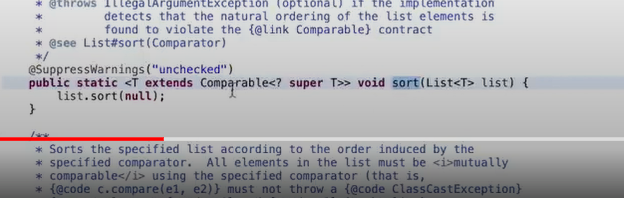 * @throws IllegalArgumentException (optional) if the implementation
* detects that the natural ordering of the list elements is
* found to violate the {@link Comparable} contract
* @see List#sort(Comparator)
*/
@SuppressWarnings("unchecked")
public static <T extends Comparable<? super T>> void sort(List<T> list) {
list.sort(null);
}
/**
* Sorts the specified list according to the order induced by the
* specified comparator.  All elements in the list must be <i>mutually
* comparable</i> using the specified comparator (that is,
* {@code c.compare(e1, e2)} must not throw a {@code ClassCastException}